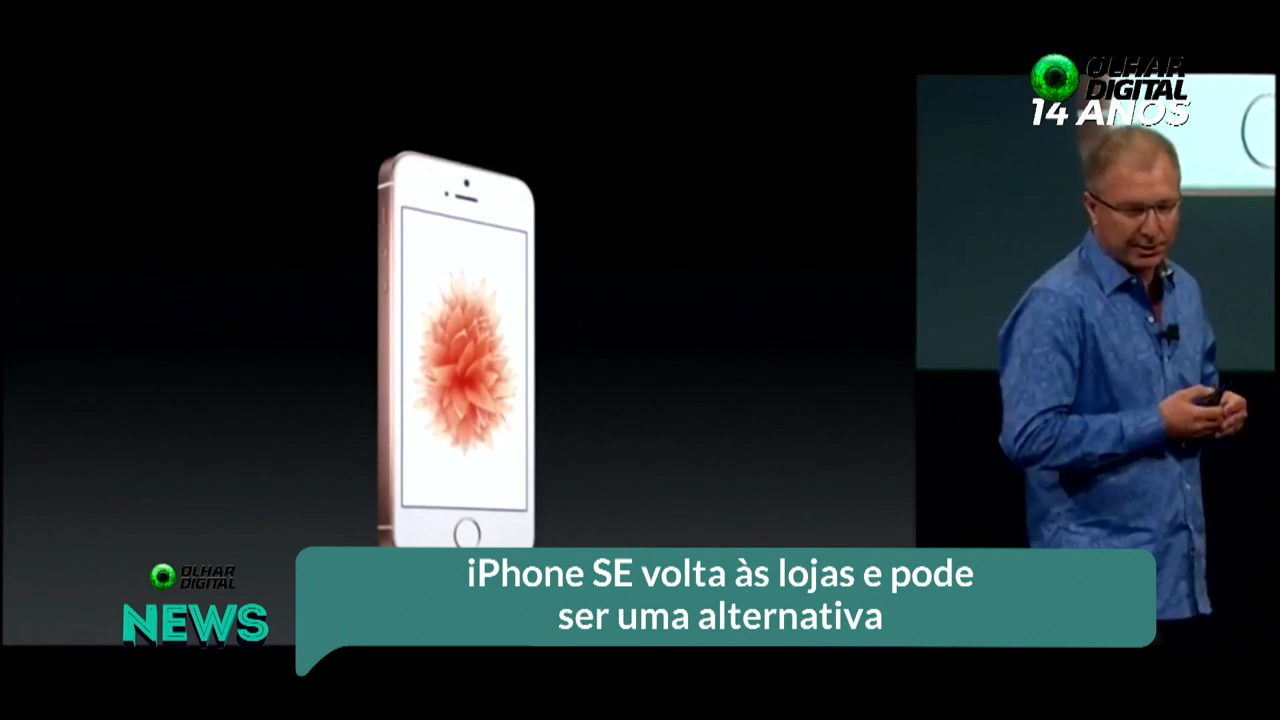 OLHAR
DIGITAL
14 ANOS
OLHAR
DIGITAL
NEWS
iPhone SE volta às lojas e pode
ser uma alternativa